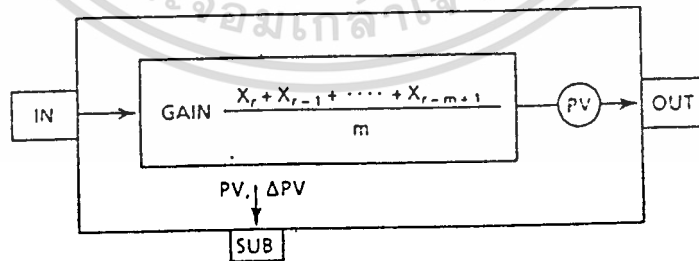 IN
GAIN
X_r + X_{r-1} + ···· + X_{r-m+1}
m
PV
OUT
PV, ΔPV
SUB